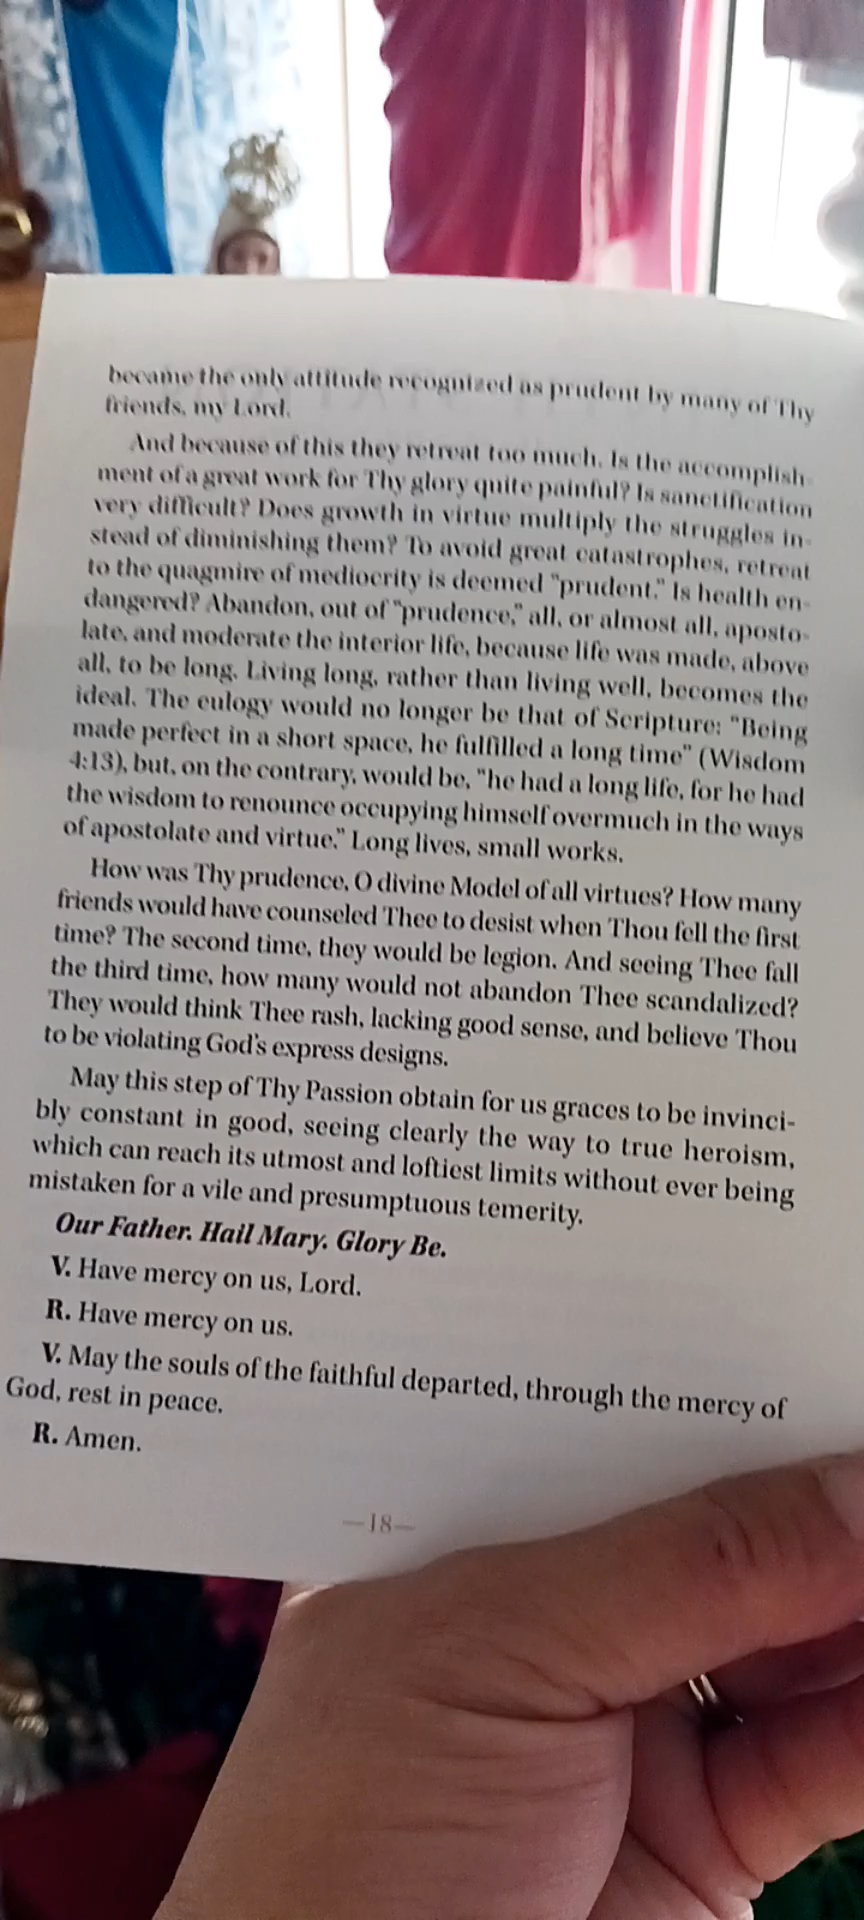 became the only attitude recognized as prudent by many of Thy
friends, my Lord.
And because of this they retreat too much. Is the accomplish-
ment of a great work for Thy glory quite painful? Is sanctification
very difficult? Does growth in virtue multiply the struggles in-
stead of diminishing them? To avoid great catastrophes, retreat
to the quagmire of mediocrity is deemed "prudent." Is health en-
dangered? Abandon, out of "prudence," all, or almost all, aposto-
late, and moderate the interior life, because life was made, above
all, to be long. Living long, rather than living well, becomes the
ideal. The eulogy would no longer be that of Scripture: "Being
made perfect in a short space, he fulfilled a long time" (Wisdom
4:13), but, on the contrary, would be, "he had a long life, for he had
the wisdom to renounce occupying himself overmuch in the ways
of apostolate and virtue." Long lives, small works.
How was Thy prudence, O divine Model of all virtues? How many
friends would have counseled Thee to desist when Thou fell the first
time? The second time, they would be legion. And seeing Thee fall
the third time, how many would not abandon Thee scandalized?
They would think Thee rash, lacking good sense, and believe Thou
to be violating God's express designs.
May this step of Thy Passion obtain for us graces to be invinci-
bly constant in good, seeing clearly the way to true heroism,
which can reach its utmost and loftiest limits without ever being
mistaken for a vile and presumptuous temerity.
Our Father. Hail Mary. Glory Be.
V. Have mercy on us, Lord.
R. Have mercy on us.
V. May the souls of the faithful departed, through the mercy of
God, rest in peace.
R. Amen.
—18—